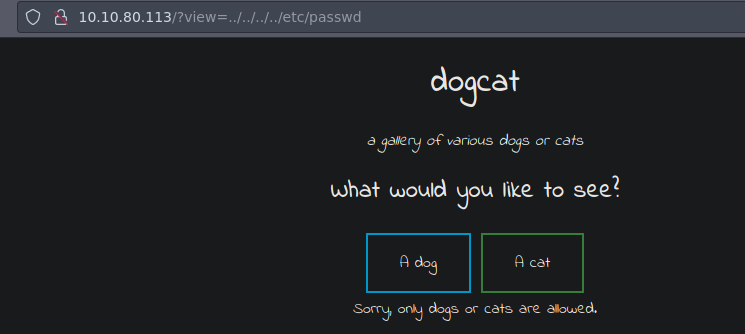 10.10.80.113/?view=../../../../etc/passwd
dogcat
a gallery of various dogs or cats
What would you like to see?
A dog A cat
Sorry, only dogs or cats are allowed.